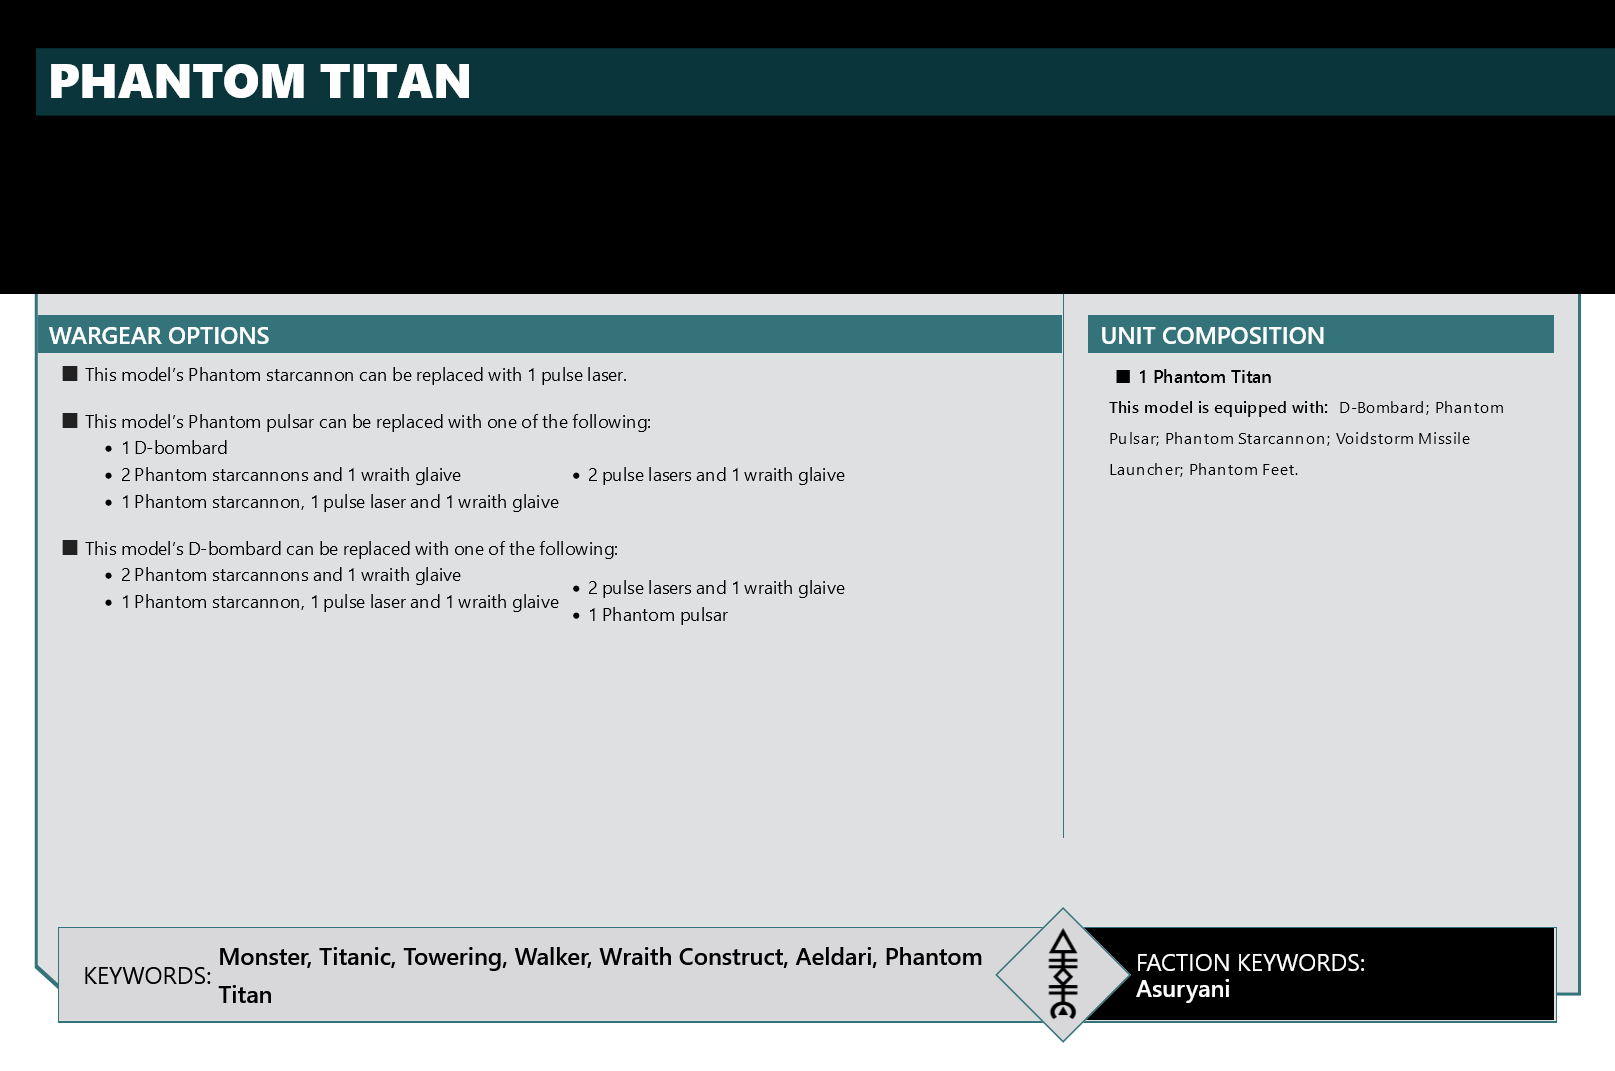 PHANTOM TITAN
WARGEAR OPTIONS
■ This model’s Phantom starcannon can be replaced with 1 pulse laser.
■ This model’s Phantom pulsar can be replaced with one of the following:
• 1 D-bombard
• 2 Phantom starcannons and 1 wraith glaive
• 2 pulse lasers and 1 wraith glaive
• 1 Phantom starcannon, 1 pulse laser and 1 wraith glaive
■ This model’s D-bombard can be replaced with one of the following:
• 2 Phantom starcannons and 1 wraith glaive
• 1 Phantom starcannon, 1 pulse laser and 1 wraith glaive
• 2 pulse lasers and 1 wraith glaive
• 1 Phantom pulsar
UNIT COMPOSITION
■ 1 Phantom Titan
This model is equipped with: D-Bombard; Phantom
Pulsar; Phantom Starcannon; Voidstorm Missile
Launcher; Phantom Feet.
KEYWORDS: Monster, Titanic, Towering, Walker, Wraith Construct, Aeldari, Phantom
Titan
FACTION KEYWORDS:
Asuryani